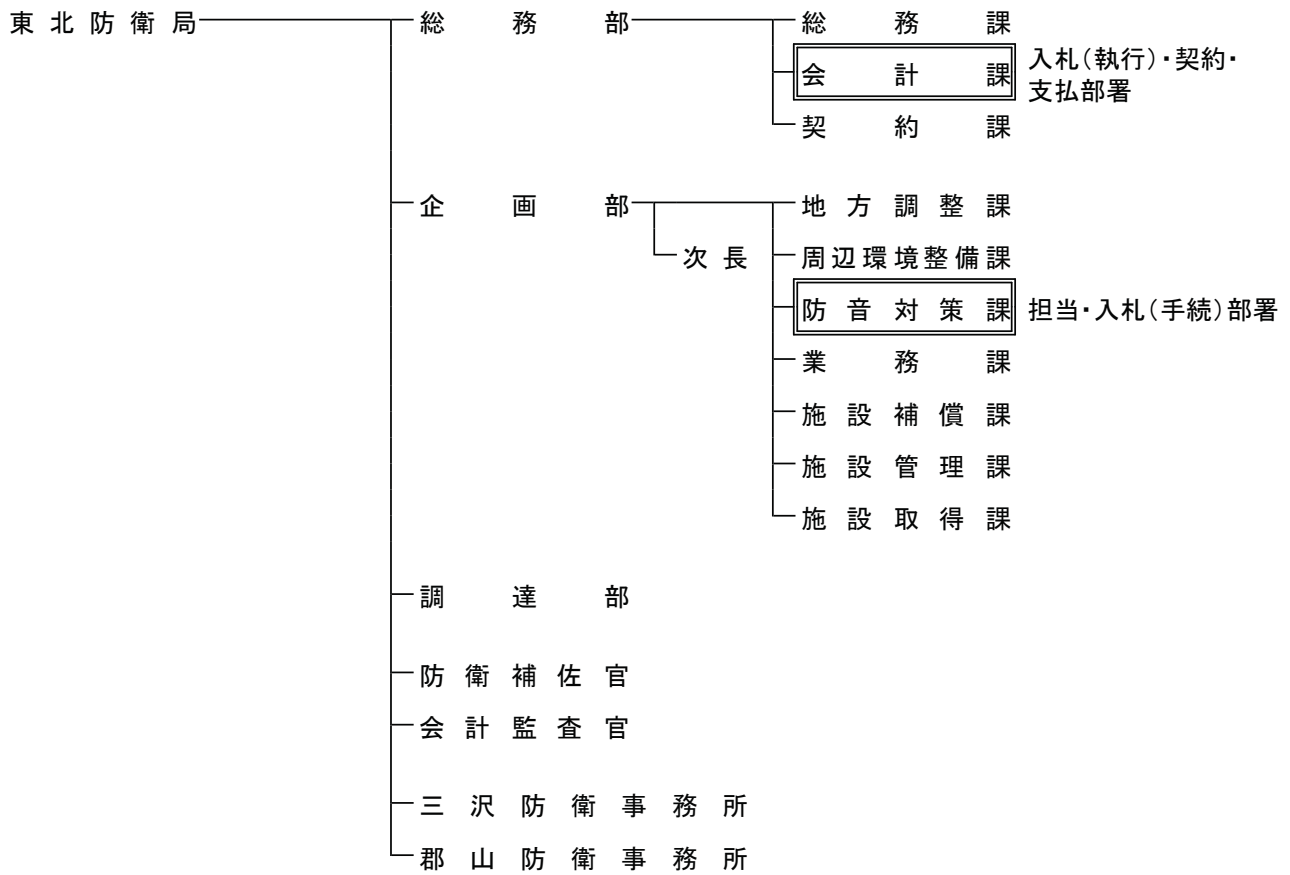 東北防衛局 総務部 総務課
会計課 入札（執行）・契約・
支払部署
契約課
企画部 地方調整課
次長 周辺環境整備課
防音対策課 担当・入札（手続）部署
業務課
施設補償課
施設管理課
施設取得課
調達部
防衛補佐官
会計監査官
三沢防衛事務所
郡山防衛事務所